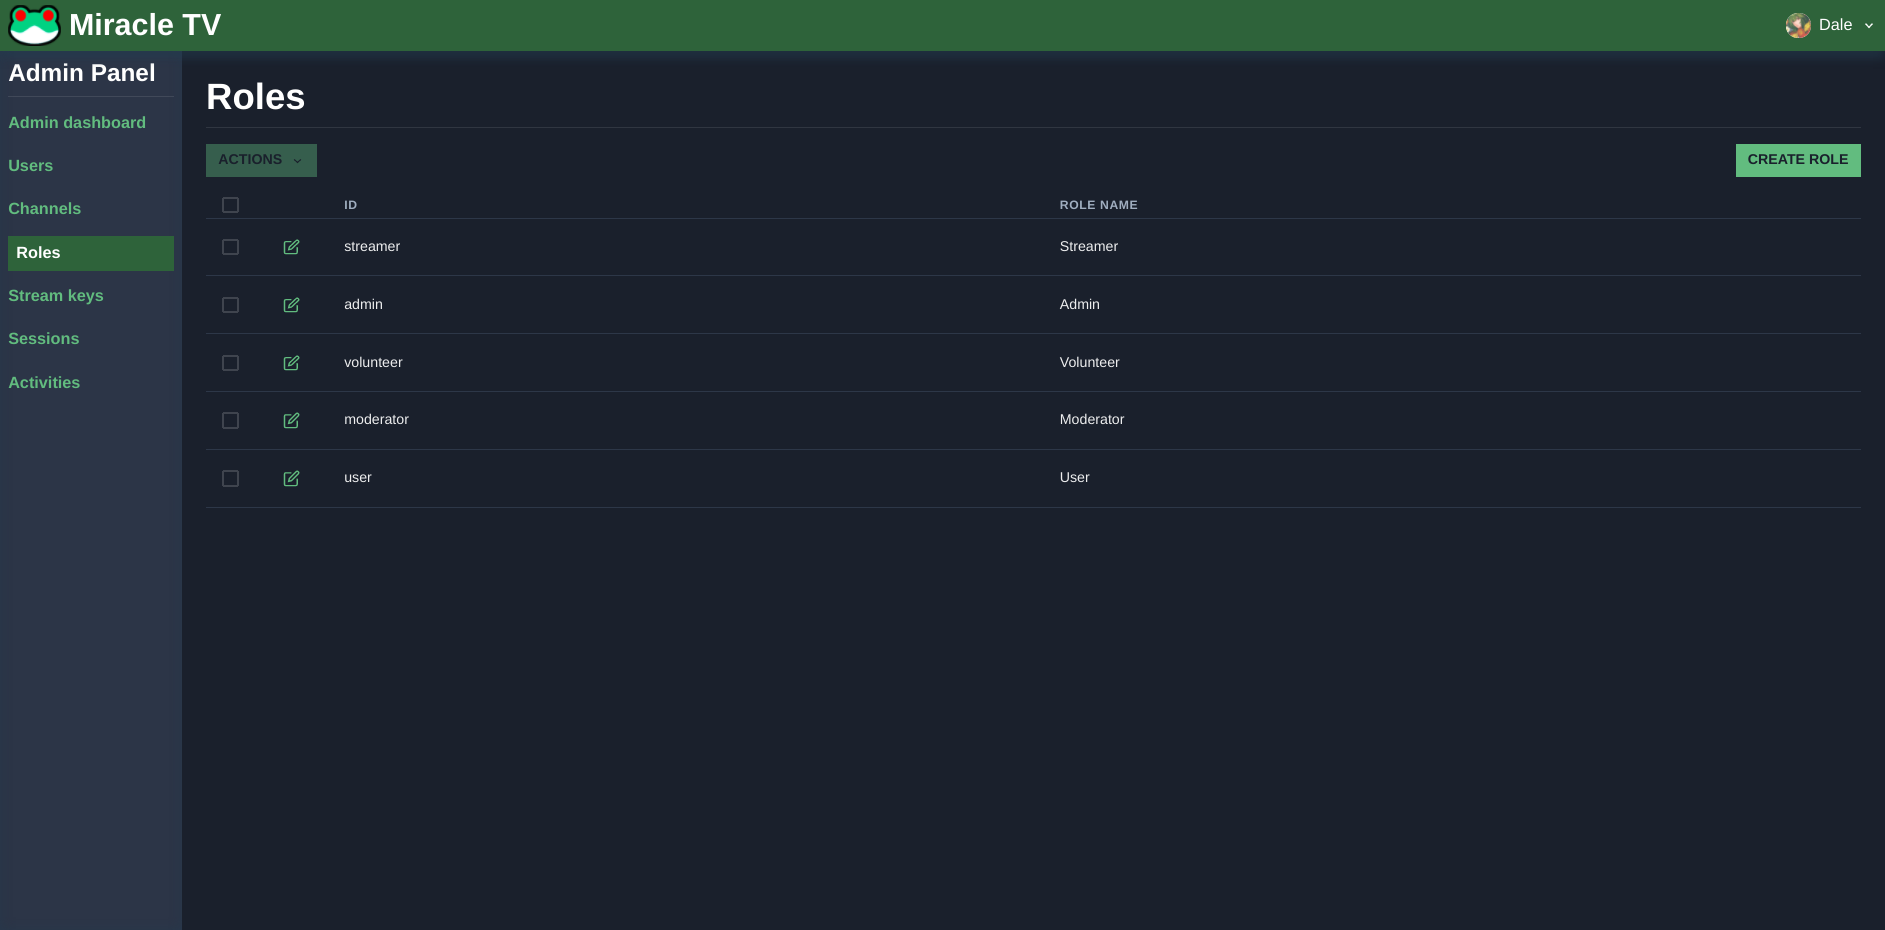 Miracle TV
Dale
Admin Panel
Admin dashboard
Users
Channels
Roles
Stream keys
Sessions
Activities
Roles
ACTIONS
CREATE ROLE
ID ROLE NAME
streamer Streamer
admin Admin
volunteer Volunteer
moderator Moderator
user User